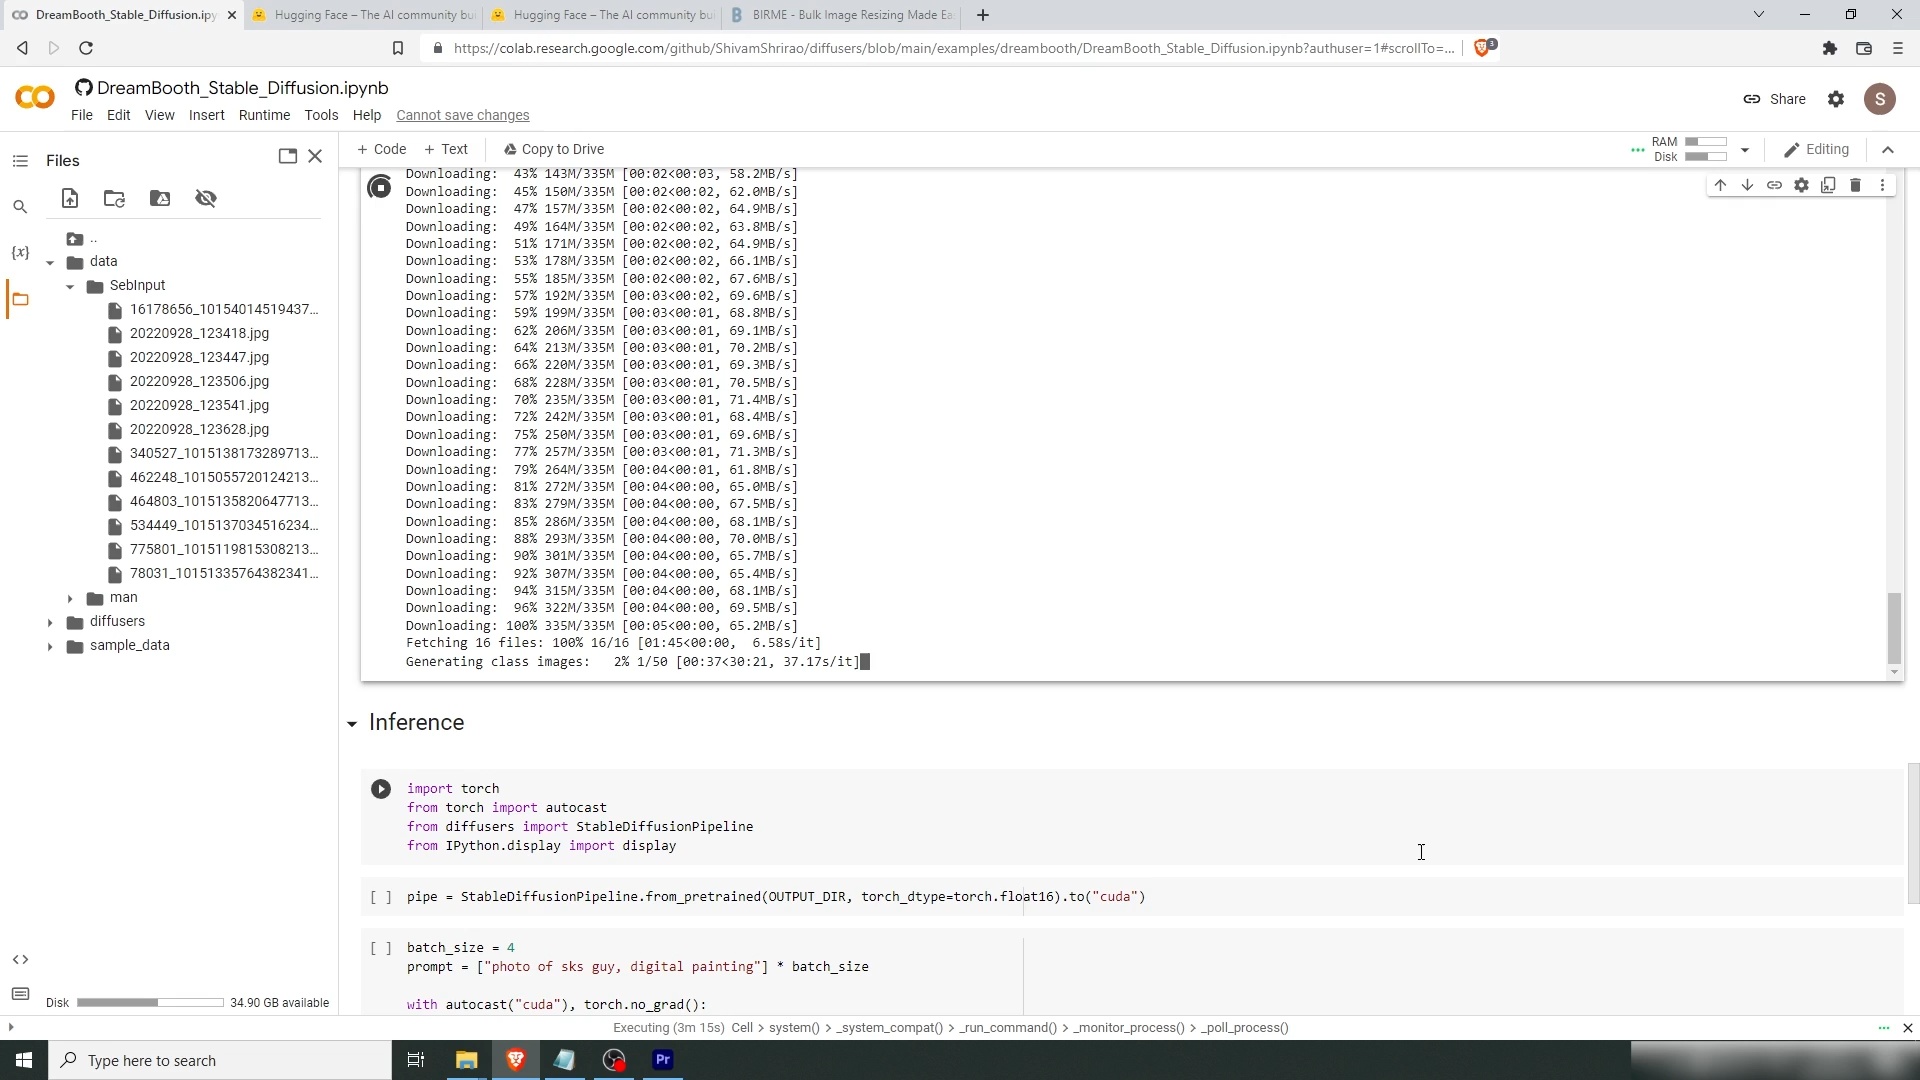 DreamBooth_Stable_Diffusion.ipy
Hugging Face – The AI community bui
Hugging Face – The AI community bui
BIRME - Bulk Image Resizing Made Ea
https://colab.research.google.com/github/ShivamShrirao/diffusers/blob/main/examples/dreambooth/DreamBooth_Stable_Diffusion.ipynb?authuser=1#scrollTo=...
3
DreamBooth_Stable_Diffusion.ipynb
File Edit View Insert Runtime Tools Help Cannot save changes
Share
S
Files
+ Code + Text Copy to Drive
RAM
Disk
Editing
..
data
SebInput
16178656_10154014519437...
20220928_123418.jpg
20220928_123447.jpg
20220928_123506.jpg
20220928_123541.jpg
20220928_123628.jpg
340527_1015138173289713...
462248_1015055720124213...
464803_1015135820647713...
534449_1015137034516234...
775801_1015119815308213...
78031_10151335764382341...
man
diffusers
sample_data
{x}
Disk 34.90 GB available
Downloading: 43% 143M/335M [00:02<00:03, 58.2MB/s]
Downloading: 45% 150M/335M [00:02<00:02, 62.0MB/s]
Downloading: 47% 157M/335M [00:02<00:02, 64.9MB/s]
Downloading: 49% 164M/335M [00:02<00:02, 63.8MB/s]
Downloading: 51% 171M/335M [00:02<00:02, 64.9MB/s]
Downloading: 53% 178M/335M [00:02<00:02, 66.1MB/s]
Downloading: 55% 185M/335M [00:02<00:02, 67.6MB/s]
Downloading: 57% 192M/335M [00:03<00:02, 69.6MB/s]
Downloading: 59% 199M/335M [00:03<00:01, 68.8MB/s]
Downloading: 62% 206M/335M [00:03<00:01, 69.1MB/s]
Downloading: 64% 213M/335M [00:03<00:01, 70.2MB/s]
Downloading: 66% 220M/335M [00:03<00:01, 69.3MB/s]
Downloading: 68% 228M/335M [00:03<00:01, 70.5MB/s]
Downloading: 70% 235M/335M [00:03<00:01, 71.4MB/s]
Downloading: 72% 242M/335M [00:03<00:01, 68.4MB/s]
Downloading: 75% 250M/335M [00:03<00:01, 69.6MB/s]
Downloading: 77% 257M/335M [00:03<00:01, 71.3MB/s]
Downloading: 79% 264M/335M [00:04<00:01, 61.8MB/s]
Downloading: 81% 272M/335M [00:04<00:00, 65.0MB/s]
Downloading: 83% 279M/335M [00:04<00:00, 67.5MB/s]
Downloading: 85% 286M/335M [00:04<00:00, 68.1MB/s]
Downloading: 88% 293M/335M [00:04<00:00, 70.0MB/s]
Downloading: 90% 301M/335M [00:04<00:00, 65.7MB/s]
Downloading: 92% 307M/335M [00:04<00:00, 65.4MB/s]
Downloading: 94% 315M/335M [00:04<00:00, 68.1MB/s]
Downloading: 96% 322M/335M [00:04<00:00, 69.5MB/s]
Downloading: 100% 335M/335M [00:05<00:00, 65.2MB/s]
Fetching 16 files: 100% 16/16 [01:45<00:00, 6.58s/it]
Generating class images: 2% 1/50 [00:37<30:21, 37.17s/it]
Inference
import torch
from torch import autocast
from diffusers import StableDiffusionPipeline
from IPython.display import display
[ ] pipe = StableDiffusionPipeline.from_pretrained(OUTPUT_DIR, torch_dtype=torch.float16).to("cuda")
[ ] batch_size = 4
prompt = ["photo of sks guy, digital painting"] * batch_size
with autocast("cuda"), torch.no_grad():
Executing (3m 15s) Cell > system() > _system_compat() > _run_command() > _monitor_process() > _poll_process()
Type here to search
Pr